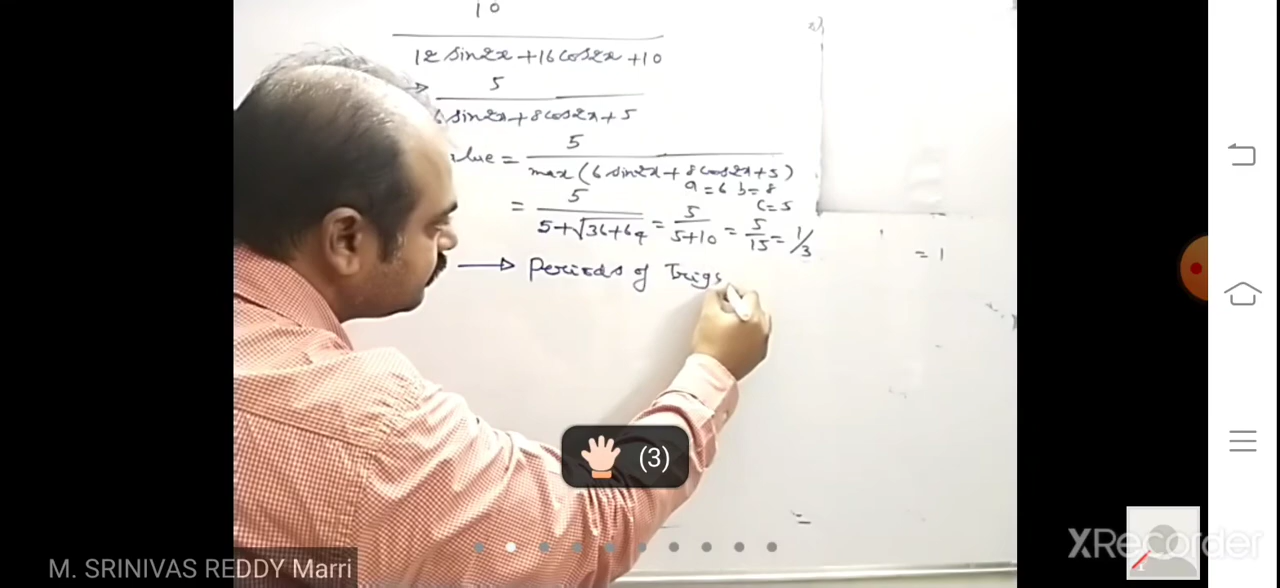 10
12 sin2x + 16 cos2x + 10
5
6 sin2x + 8 cos2x + 5
alue = 5
max (6 sin2x + 8 cos2x + 5)
a = 6 b = 8
c = 5
= 5 / 5+√36+64 = 5 / 5+10 = 5/15 = 1/3
= 1
→ Periods of Trigs
(3)
M. SRINIVAS REDDY Marri
XRecorder